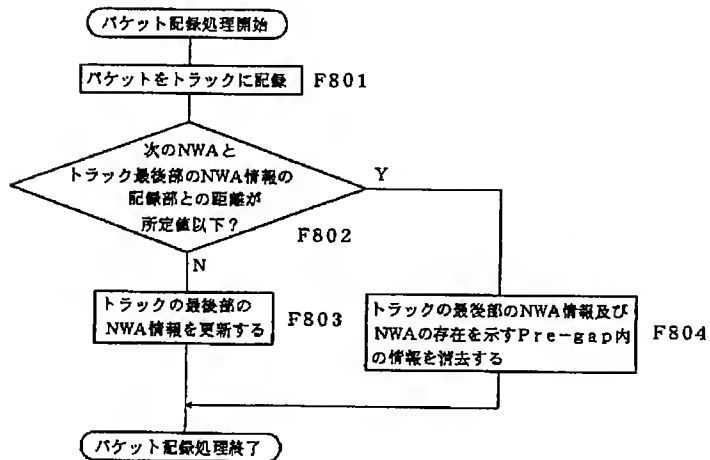 パケット記録処理開始
パケットをトラックに記録 F801
次のNWAと
トラック最後部のNWA情報の
記録部との距離が
所定値以下?
F802
Y
N
トラックの最後部の
NWA情報を更新する
F803
トラックの最後部のNWA情報及び
NWAの存在を示すPre-gap内
の情報を消去する
F804
パケット記録処理終了